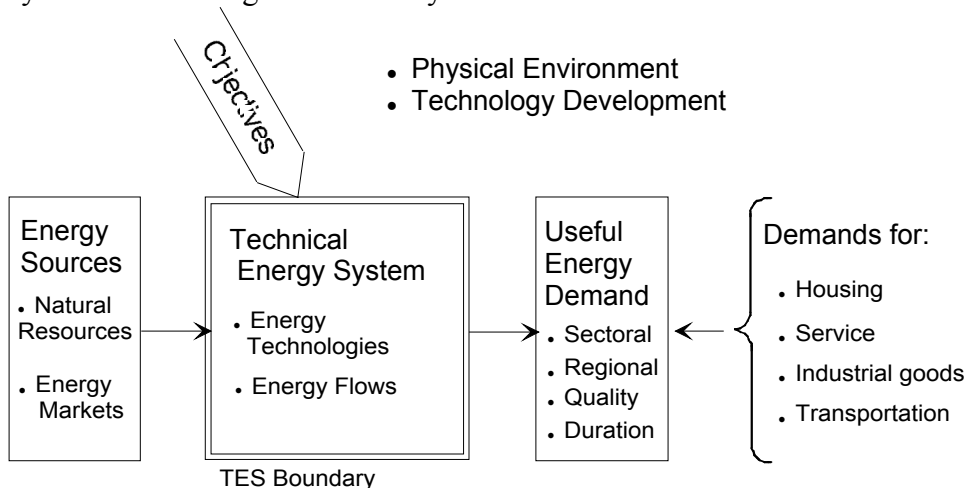 Objectives
• Physical Environment
• Technology Development
Energy
Sources
• Natural
Resources
• Energy
Markets
Technical
Energy System
• Energy
Technologies
• Energy Flows
TES Boundary
Useful
Energy
Demand
• Sectoral
• Regional
• Quality
• Duration
Demands for:
• Housing
• Service
• Industrial goods
• Transportation